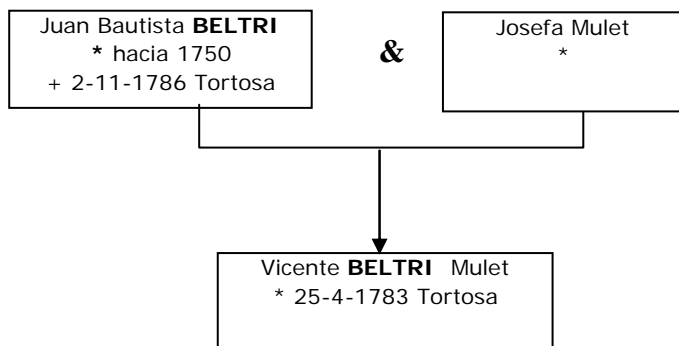 Juan Bautista BELTRI
* hacia 1750
+ 2-11-1786 Tortosa
&
Josefa Mulet
*
Vicente BELTRI Mulet
* 25-4-1783 Tortosa